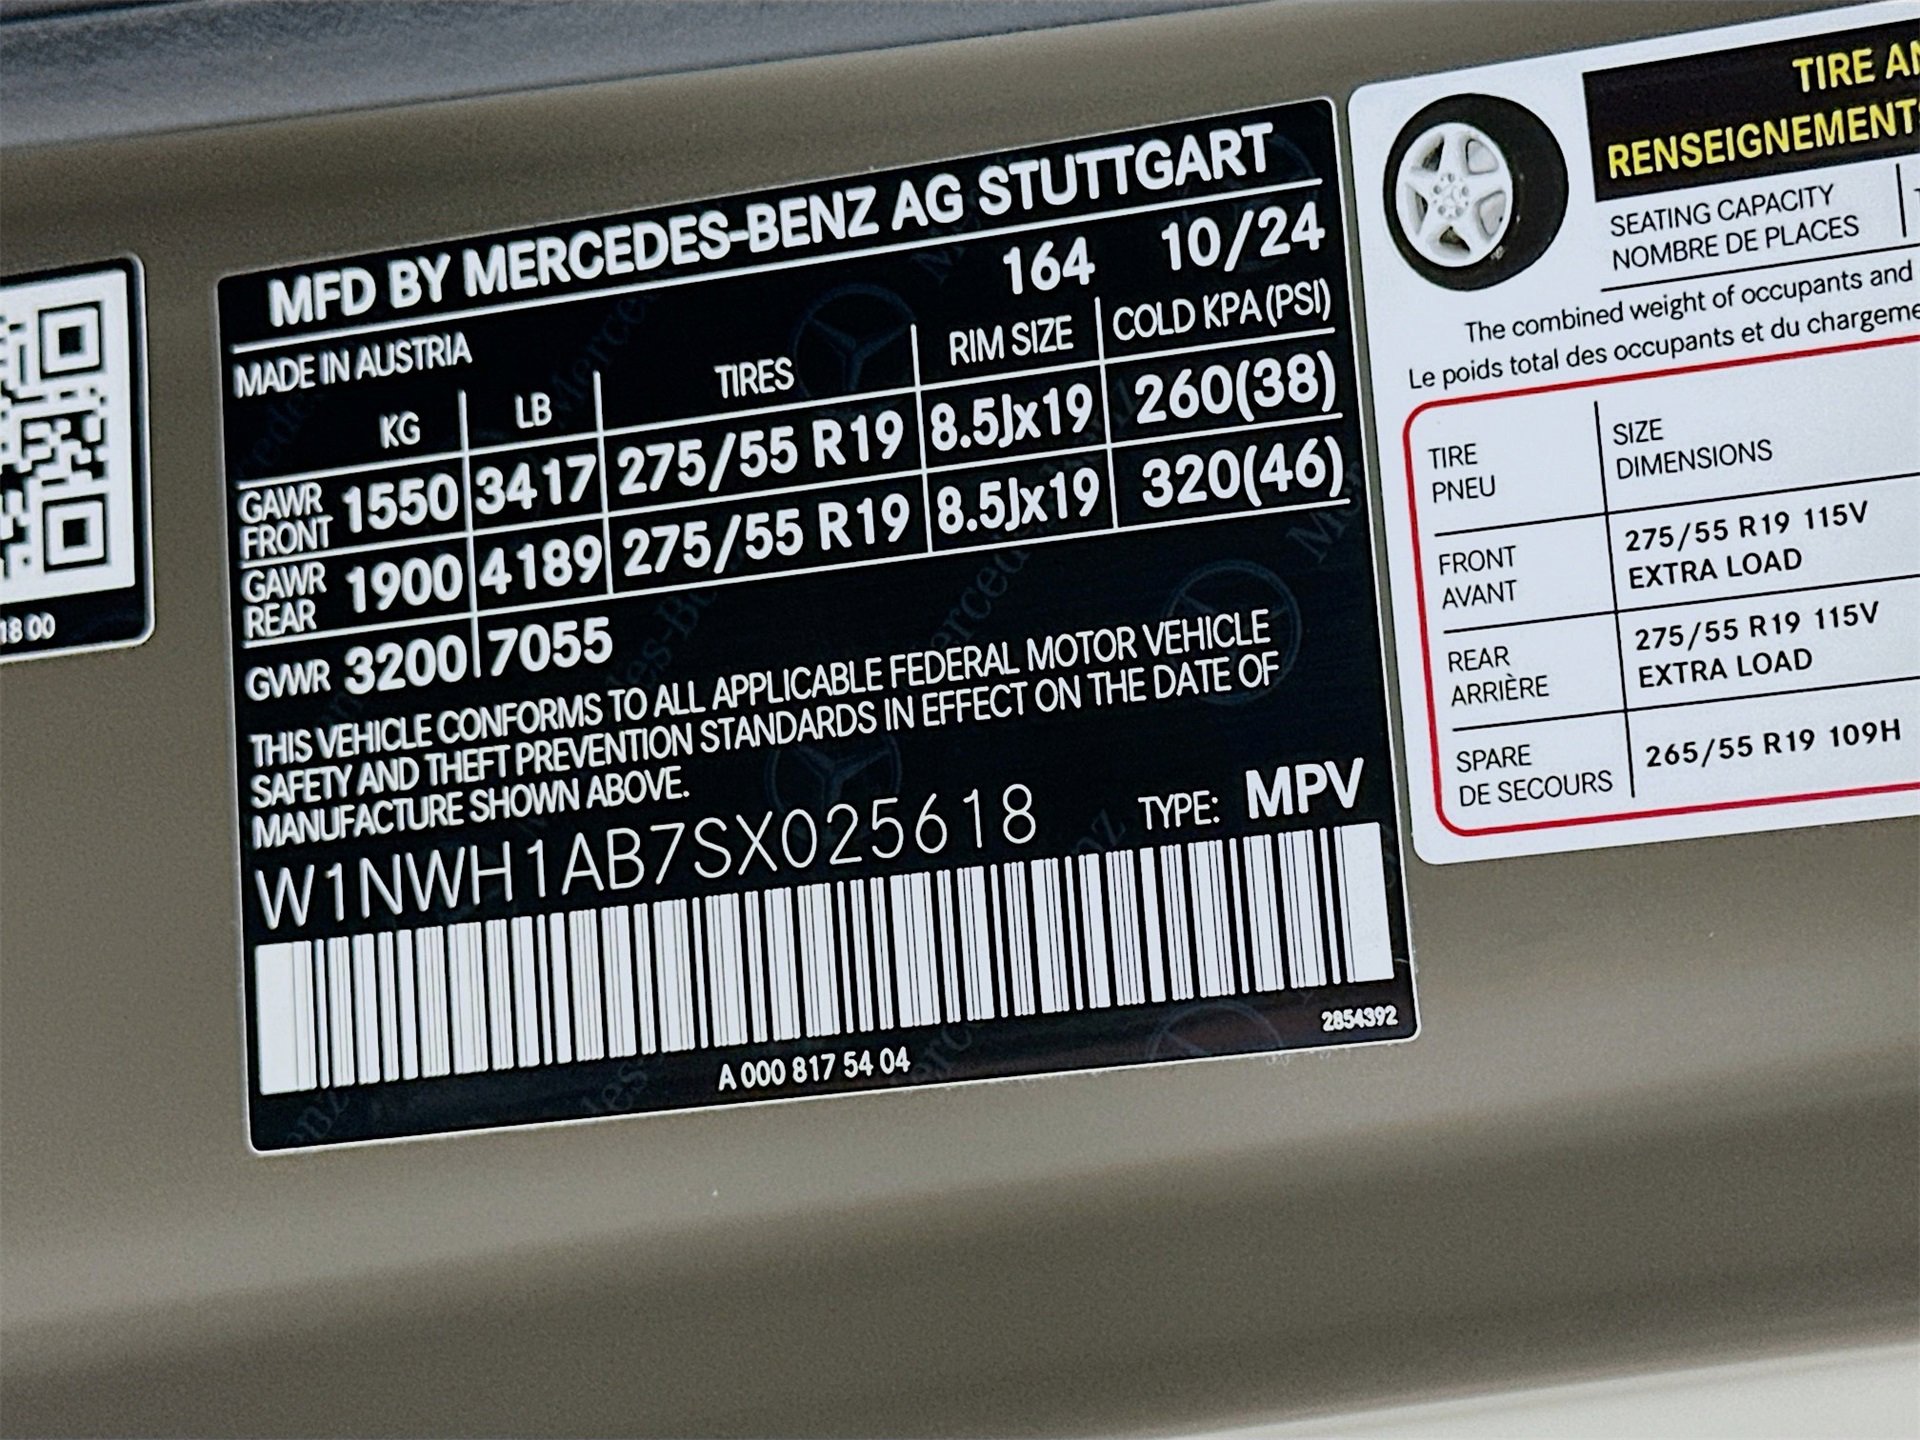 18 00
MFD BY MERCEDES-BENZ AG STUTTGART
MADE IN AUSTRIA 164 10/24
KG LB TIRES RIM SIZE COLD KPA (PSI)
GAWR FRONT 1550 3417 275/55 R19 8.5Jx19 260(38)
GAWR REAR 1900 4189 275/55 R19 8.5Jx19 320(46)
GVWR 3200 7055
THIS VEHICLE CONFORMS TO ALL APPLICABLE FEDERAL MOTOR VEHICLE
SAFETY AND THEFT PREVENTION STANDARDS IN EFFECT ON THE DATE OF
MANUFACTURE SHOWN ABOVE.
W1NWH1AB7SX025618 TYPE: MPV
2854392
A 000 817 54 04
TIRE
RENSEIGNEMENT
SEATING CAPACITY
NOMBRE DE PLACES
The combined weight of occupants and
Le poids total des occupants et du chargeme
TIRE SIZE
PNEU DIMENSIONS
FRONT 275/55 R19 115V
AVANT EXTRA LOAD
REAR 275/55 R19 115V
ARRIÈRE EXTRA LOAD
SPARE 265/55 R19 109H
DE SECOURS